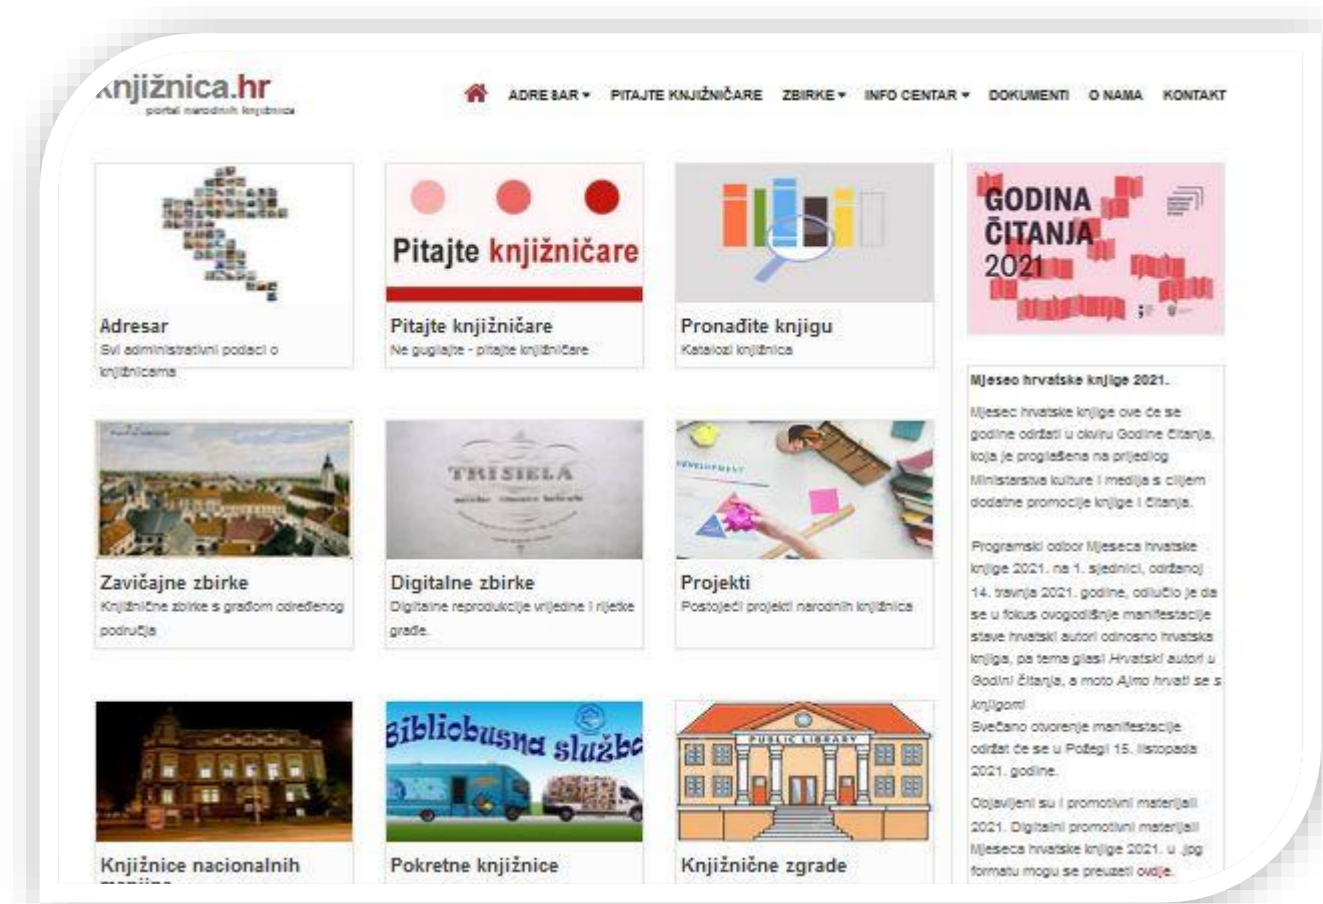 knjižnica.hr
portal narodnih knjižnica
ADRESAR PITAJTE KNJIŽNIČARE ZBIRKE INFO CENTAR DOKUMENTI O NAMA KONTAKT
Adresar
Svi administrativni podaci o
knjižnicama
Pitajte knjižničare
Pitajte knjižničare
Ne guglajte - pitajte knjižničare
Pronađite knjigu
Katalozi knjižnica
Zavičajne zbirke
Knjižnične zbirke s građom određenog
područja
TRISIELA
Digitalne zbirke
Digitalne reprodukcije vrijedne i rijetke
građe.
DEVELOPMENT
Projekti
Postojeći projekti narodnih knjižnica
Knjižnice nacionalnih
manjina
Bibliobusna služba
Pokretne knjižnice
PUBLIC LIBRARY
Knjižnične zgrade
GODINA
ČITANJA
2021
Mjesec hrvatske knjige 2021.
Mjesec hrvatske knjige ove će se
godine održati u okviru Godine čitanja,
koja je proglašena na prijedlog
Ministarstva kulture i medija s ciljem
dodatne promocije knjige i čitanja.
Programski odbor Mjeseca hrvatske
knjige 2021. na 1. sjednici, održanoj
14. travnja 2021. godine, odlučio je da
se u fokus ovogodišnje manifestacije
stave hrvatski autori odnosno hrvatska
knjiga, pa tema glasi Hrvatski autori u
Godini čitanja, a moto Ajmo hrvati se s
knjigom!
Svečano otvorenje manifestacije
održat će se u Požegi 15. listopada
2021. godine.
Objavljeni su i promotivni materijali
2021. Digitalni promotivni materijali
Mjeseca hrvatske knjige 2021. u .jpg
formatu mogu se preuzeti ovdje.